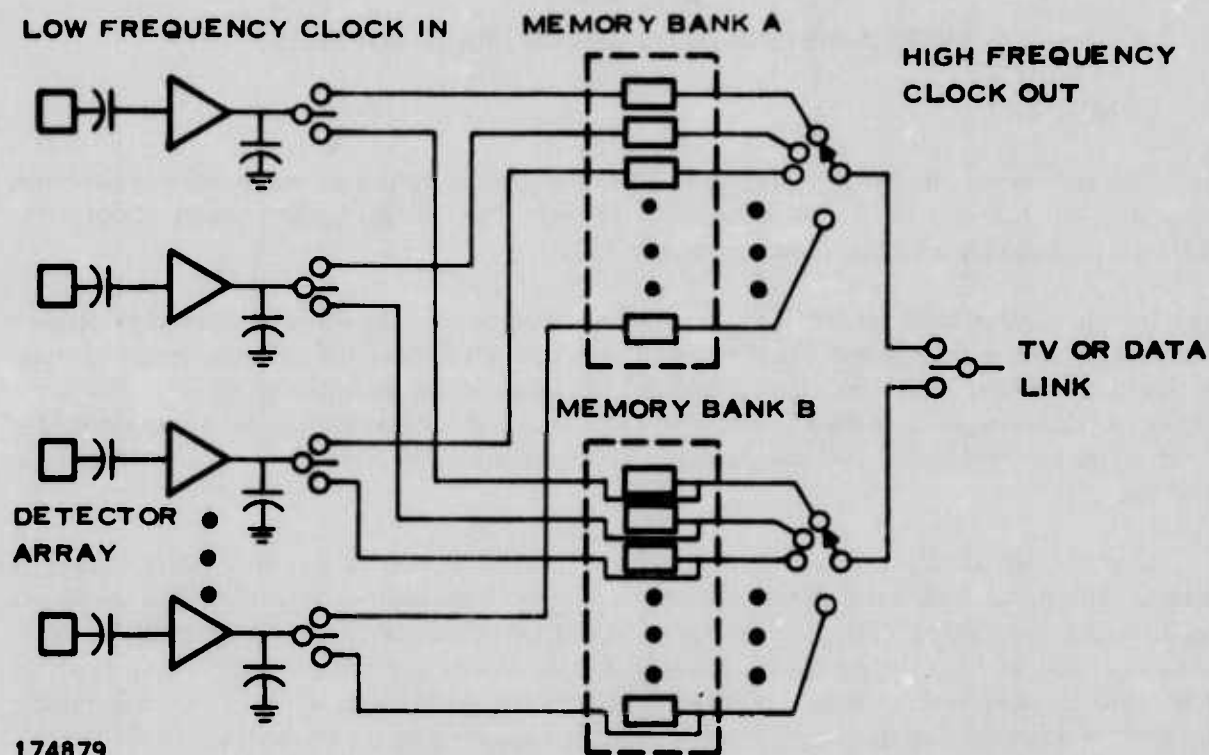 LOW FREQUENCY CLOCK IN
MEMORY BANK A
HIGH FREQUENCY
CLOCK OUT
TV OR DATA
LINK
MEMORY BANK B
DETECTOR
ARRAY
174879